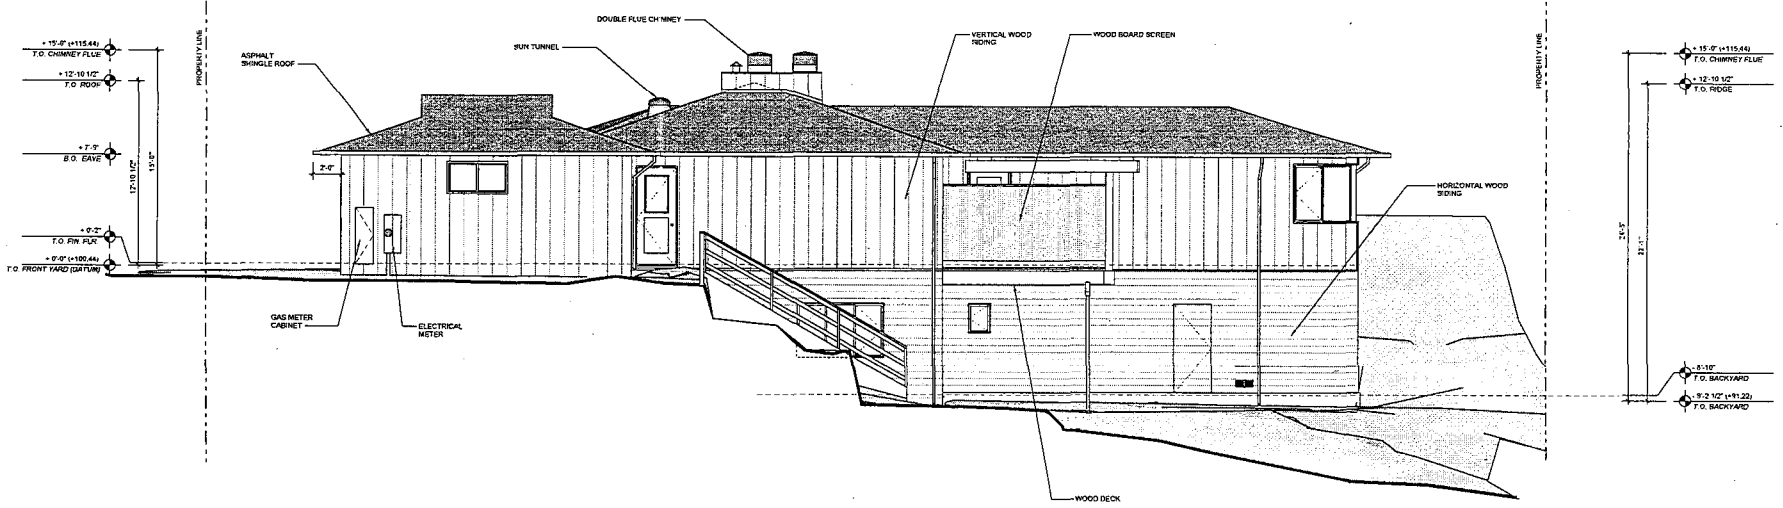 DOUBLE FLUE CHIMNEY
SUN TUNNEL
ASPHALT
SHINGLE ROOF
VERTICAL WOOD
SIDING
WOOD BOARD SCREEN
PROPERTY LINE
PROPERTY LINE
+ 15'-0" (+115.44)
T.O. CHIMNEY FLUE
+ 12'-10 1/2"
T.O. ROOF
+ 7'-9"
B.O. EAVE
+ 0'-2"
T.O. FIN. FLR.
+ 0'-0" (+100.44)
T.O. FRONT YARD (DATUM)
12'-10 1/2"
15'-0"
2'-0"
GAS METER
CABINET
ELECTRICAL
METER
HORIZONTAL WOOD
SIDING
WOOD DECK
+ 15'-0" (+115.44)
T.O. CHIMNEY FLUE
+ 12'-10 1/2"
T.O. RIDGE
22'-1"
- 8'-10"
T.O. BACKYARD
- 9'-2 1/2" (+91.22)
T.O. BACKYARD